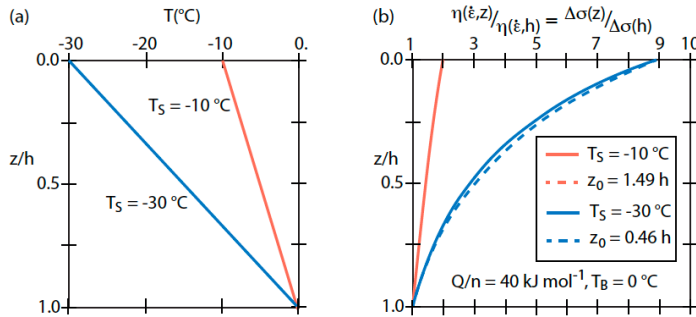 (a)
T(°C)
-30 -20 -10 0.
0.0
T_S = -10 °C
z/h
T_S = -30 °C
0.5
1.0
(b)
η(ε̇,z)/η(ε̇,h) = Δσ(z)/Δσ(h)
1 3 5 7 9 10
0.0
z/h
0.5
T_S = -10 °C
z_0 = 1.49 h
T_S = -30 °C
z_0 = 0.46 h
Q/n = 40 kJ mol⁻¹, T_B = 0 °C
1.0